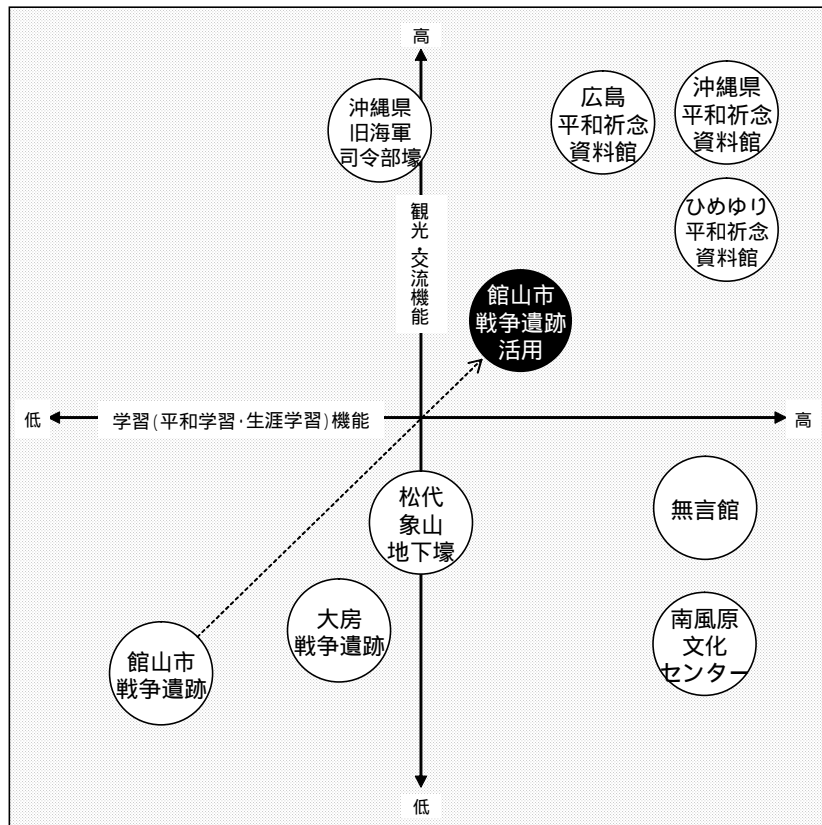 高
沖縄県
旧海軍
司令部壕
広島
平和祈念
資料館
沖縄県
平和祈念
資料館
ひめゆり
平和祈念
資料館
観光・交流機能
館山市
戦争遺跡
活用
低
学習(平和学習・生涯学習)機能
高
松代
象山
地下壕
無言館
大房
戦争遺跡
南風原
文化
センター
館山市
戦争遺跡
低